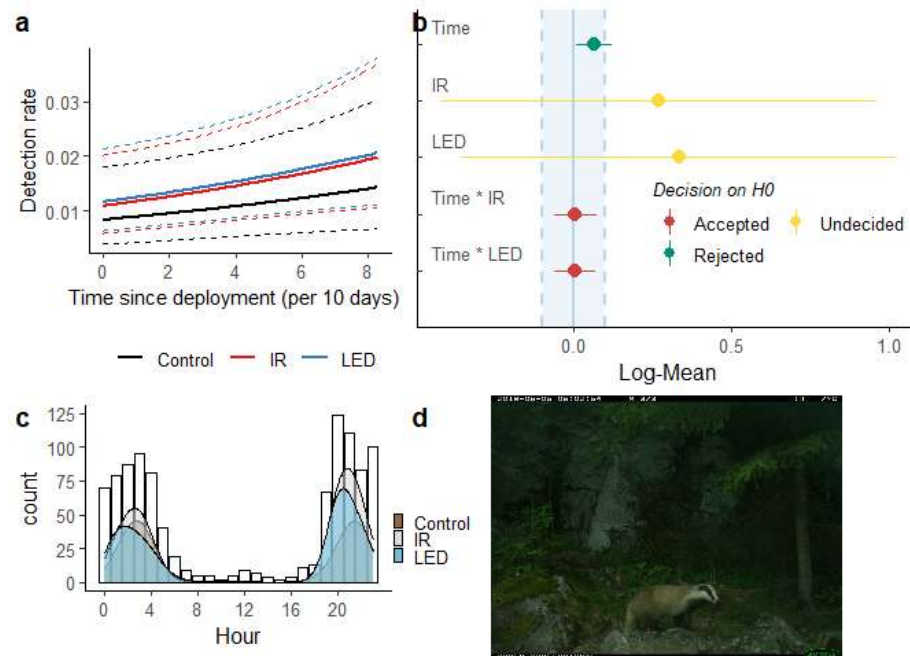 a
0.03
0.02
0.01
Detection rate
0 2 4 6 8
Time since deployment (per 10 days)
Control IR LED
b
Time
IR
LED
Time * IR
Time * LED
Decision on H0
Accepted Undecided
Rejected
0.0 0.5 1.0
Log-Mean
c
125
100
75
50
25
0
count
0 4 8 12 16 20
Hour
Control
IR
LED
d